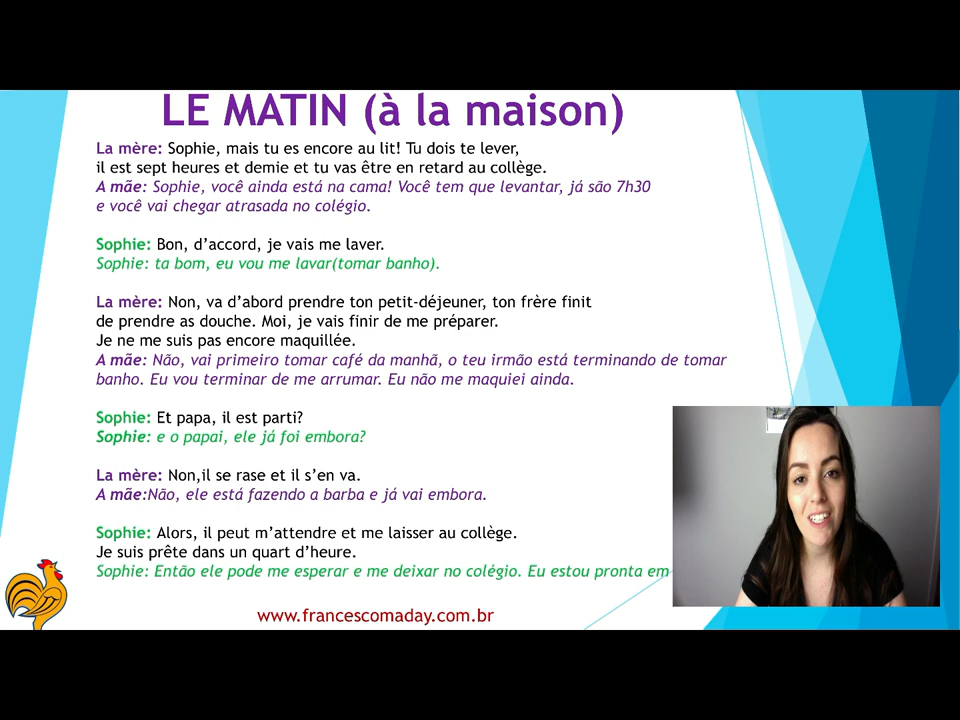 LE MATIN (à la maison)
La mère: Sophie, mais tu es encore au lit! Tu dois te lever,
il est sept heures et demie et tu vas être en retard au collège.
A mãe: Sophie, você ainda está na cama! Você tem que levantar, já são 7h30
e você vai chegar atrasada no colégio.
Sophie: Bon, d’accord, je vais me laver.
Sophie: ta bom, eu vou me lavar(tomar banho).
La mère: Non, va d’abord prendre ton petit-déjeuner, ton frère finit
de prendre as douche. Moi, je vais finir de me préparer.
Je ne me suis pas encore maquillée.
A mãe: Não, vai primeiro tomar café da manhã, o teu irmão está terminando de tomar
banho. Eu vou terminar de me arrumar. Eu não me maquiei ainda.
Sophie: Et papa, il est parti?
Sophie: e o papai, ele já foi embora?
La mère: Non,il se rase et il s’en va.
A mãe:Não, ele está fazendo a barba e já vai embora.
Sophie: Alors, il peut m’attendre et me laisser au collège.
Je suis prête dans un quart d’heure.
Sophie: Então ele pode me esperar e me deixar no colégio. Eu estou pronta em
www.francescomaday.com.br